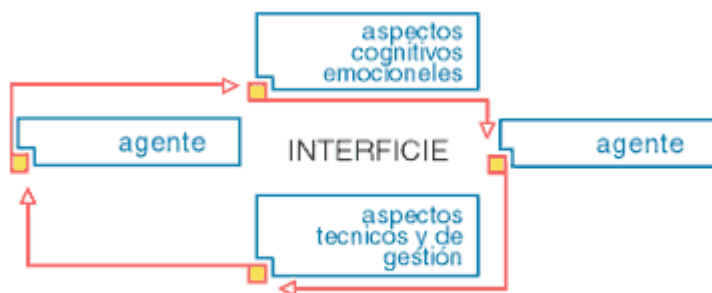 aspectos
cognitivos
emocioneles
agente
INTERFICIE
agente
aspectos
tecnicos y de
gestión